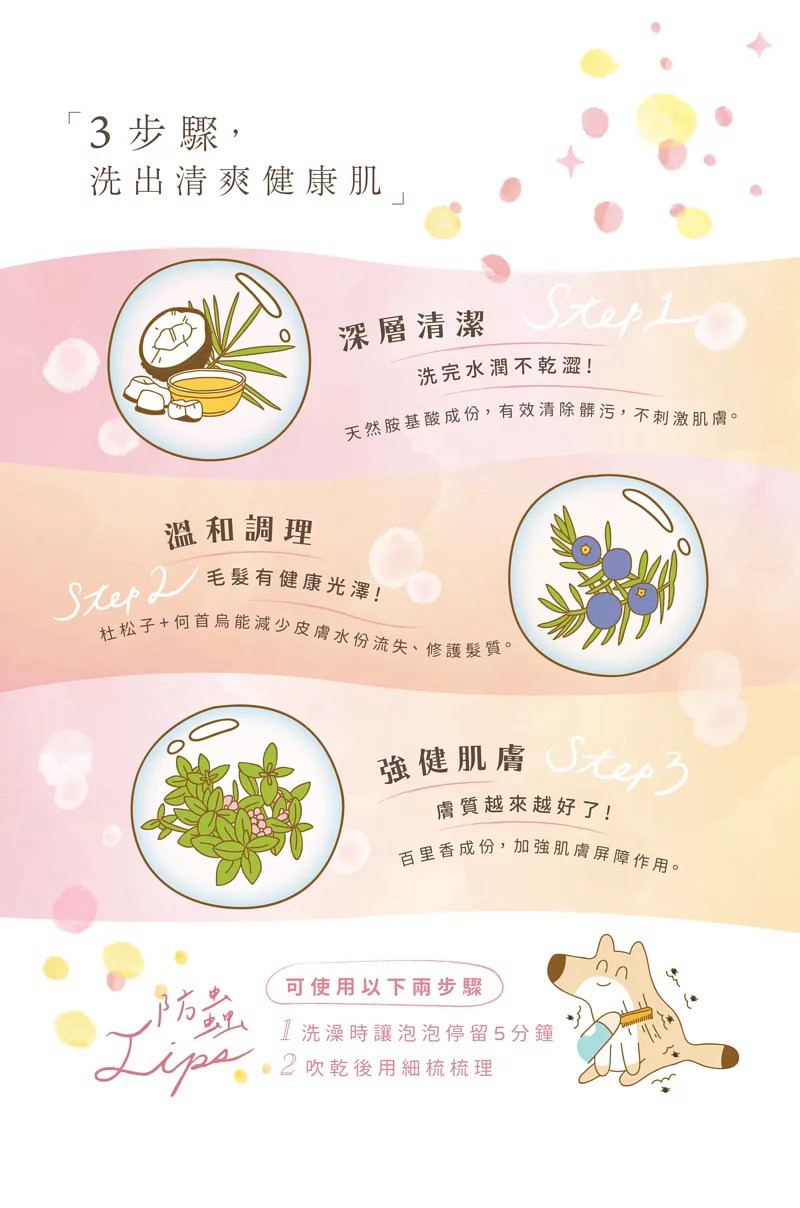 「3步驟，
洗出清爽健康肌」
Step1
深層清潔
洗完水潤不乾澀！
天然胺基酸成份，有效清除髒污，不刺激肌膚。
溫和調理
Step2
毛髮有健康光澤！
杜松子+何首烏能減少皮膚水份流失、修護髮質。
強健肌膚
Step3
膚質越來越好了！
百里香成份，加強肌膚屏障作用。
防蟲
Tips
可使用以下兩步驟
1 洗澡時讓泡泡停留5分鐘
2 吹乾後用細梳梳理